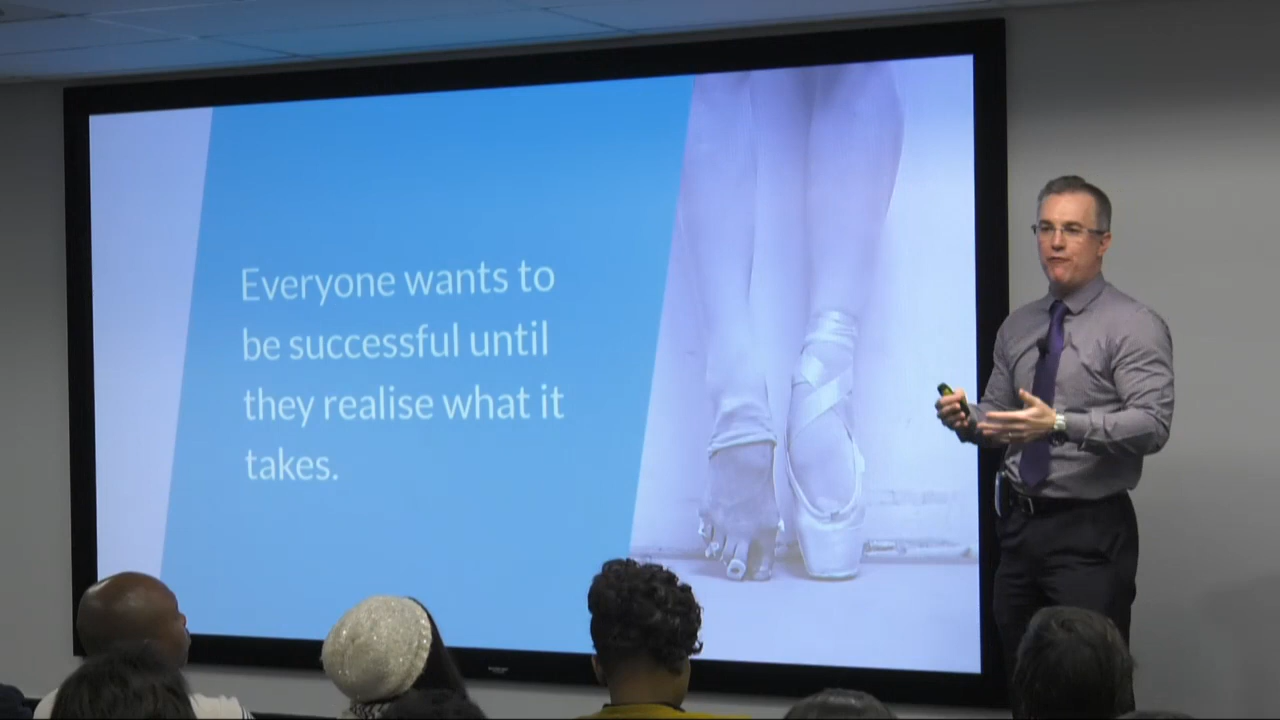 Everyone wants to
be successful until
they realise what it
takes.